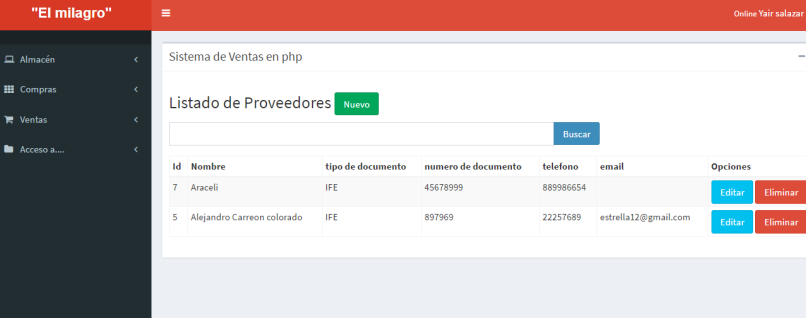 "El milagro"
Online Yair salazar
Almacén
Compras
Ventas
Acceso a....
Sistema de Ventas en php
Listado de Proveedores Nuevo
Buscar
Id Nombre tipo de documento numero de documento telefono email Opciones
7 Araceli IFE 45678999 889986654 Editar Eliminar
5 Alejandro Carreon colorado IFE 897969 22257689 estrella12@gmail.com Editar Eliminar